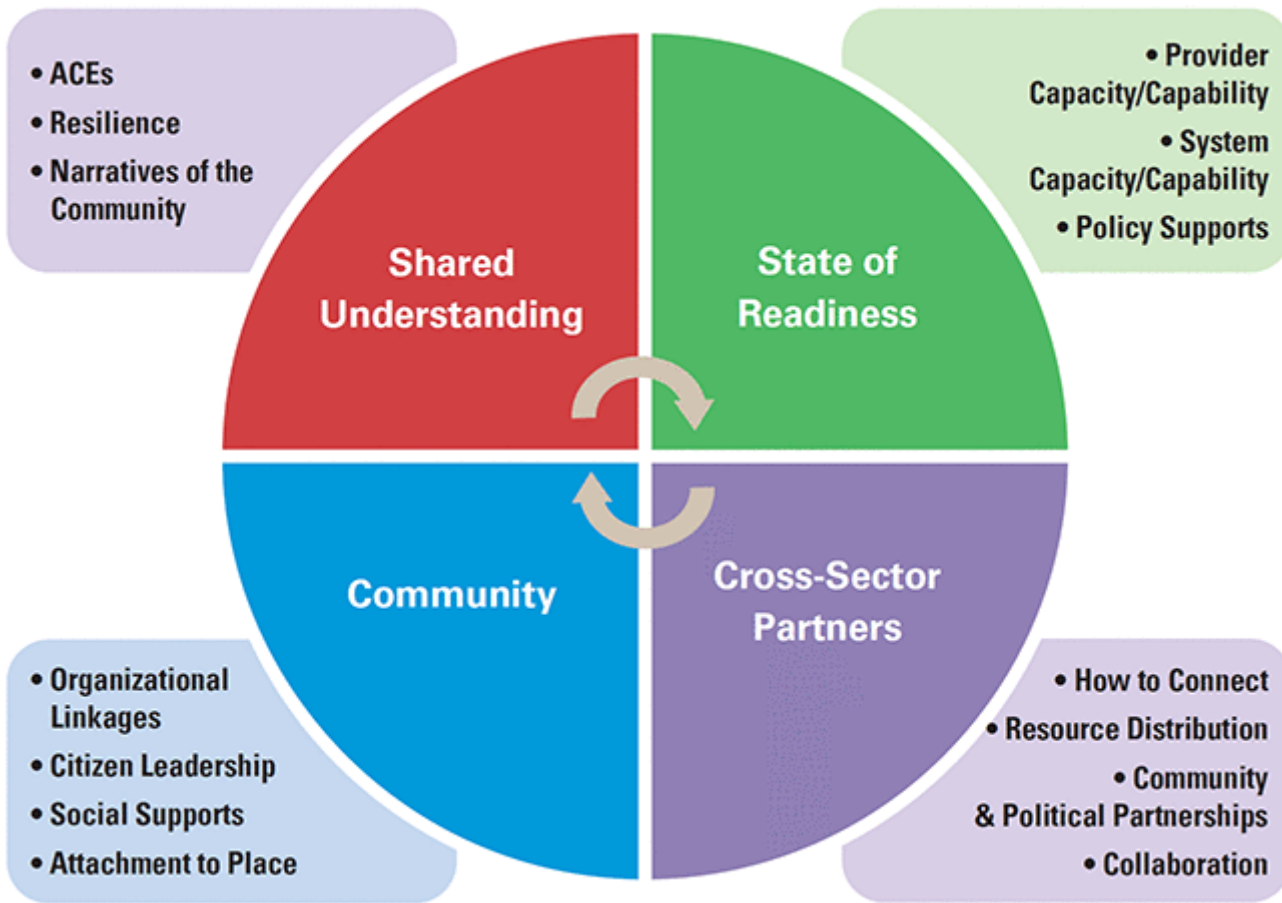 • ACEs
• Resilience
• Narratives of the
Community
• Provider
Capacity/Capability
• System
Capacity/Capability
• Policy Supports
Shared
Understanding
State of
Readiness
Community
Cross-Sector
Partners
• Organizational
Linkages
• Citizen Leadership
• Social Supports
• Attachment to Place
• How to Connect
• Resource Distribution
• Community
& Political Partnerships
• Collaboration